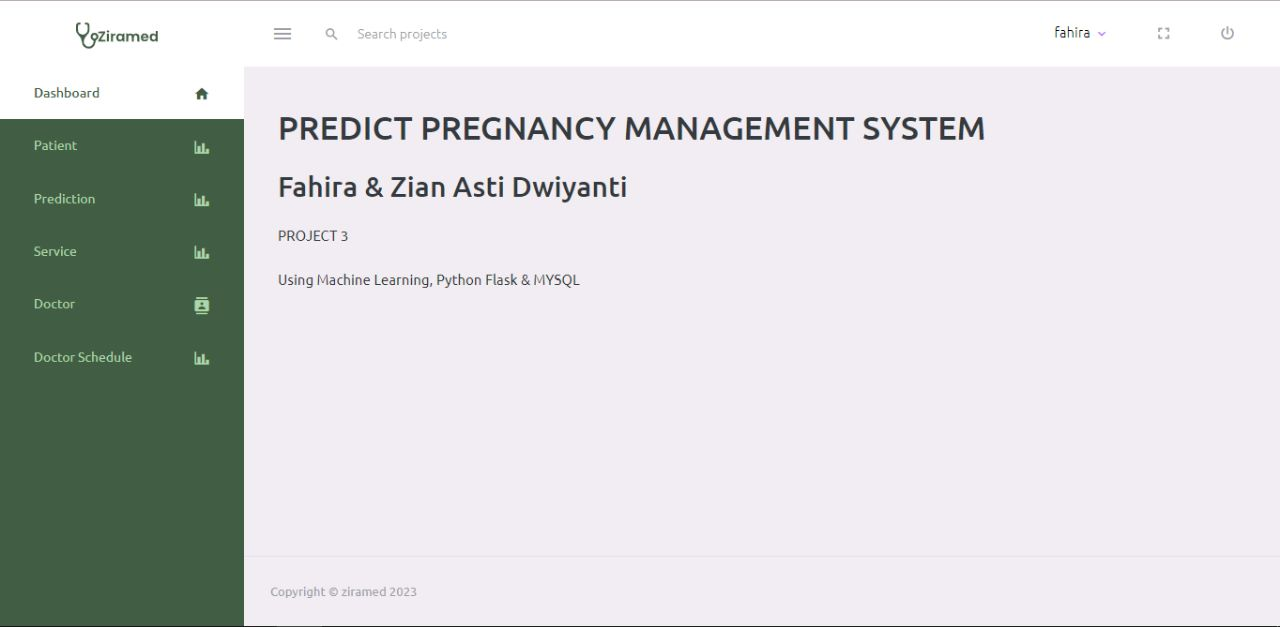 Ziramed
Search projects
fahira
Dashboard
Patient
Prediction
Service
Doctor
Doctor Schedule
PREDICT PREGNANCY MANAGEMENT SYSTEM
Fahira & Zian Asti Dwiyanti
PROJECT 3
Using Machine Learning, Python Flask & MYSQL
Copyright © ziramed 2023